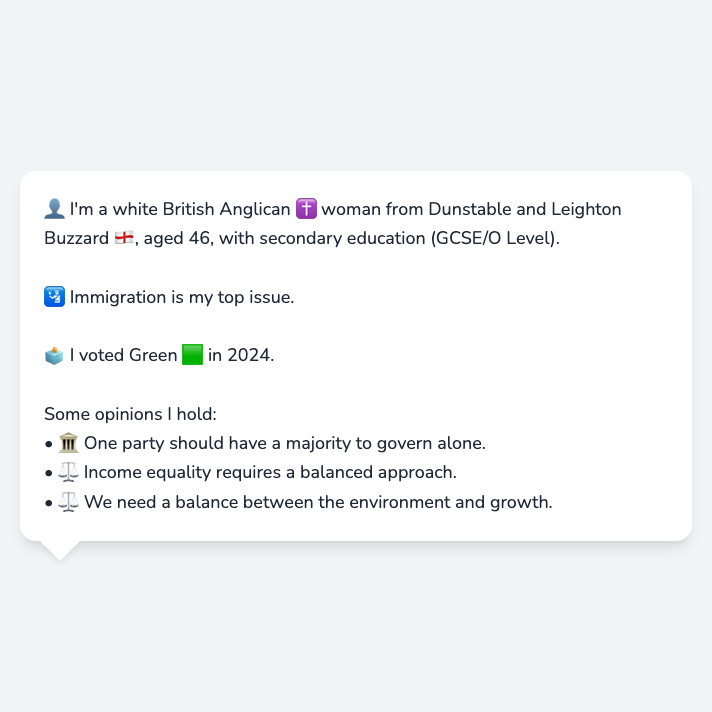 👤 I'm a white British Anglican ✝️ woman from Dunstable and Leighton
Buzzard 🏴󠁧󠁢󠁥󠁮󠁧󠁿, aged 46, with secondary education (GCSE/O Level).
🛂 Immigration is my top issue.
🗳️ I voted Green 🟩 in 2024.
Some opinions I hold:
• 🏛️ One party should have a majority to govern alone.
• ⚖️ Income equality requires a balanced approach.
• ⚖️ We need a balance between the environment and growth.